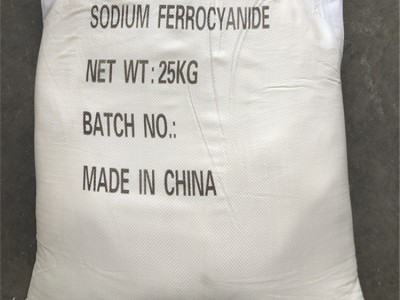 SODIUM FERROCYANIDE
NET WT: 25KG
BATCH NO.:
MADE IN CHINA